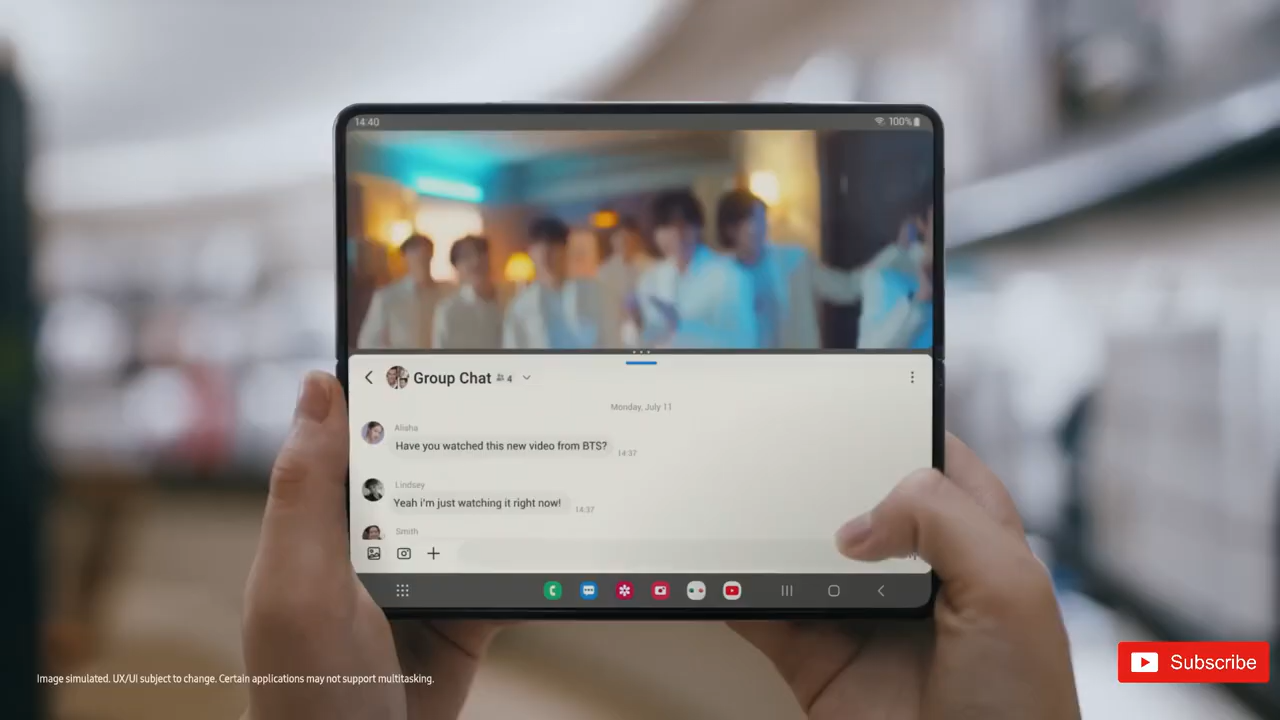 14:40
100%
Group Chat 4
Monday, July 11
Alisha
Have you watched this new video from BTS?
14:37
Lindsey
Yeah i'm just watching it right now!
14:37
Smith
Image simulated. UX/UI subject to change. Certain applications may not support multitasking.
Subscribe